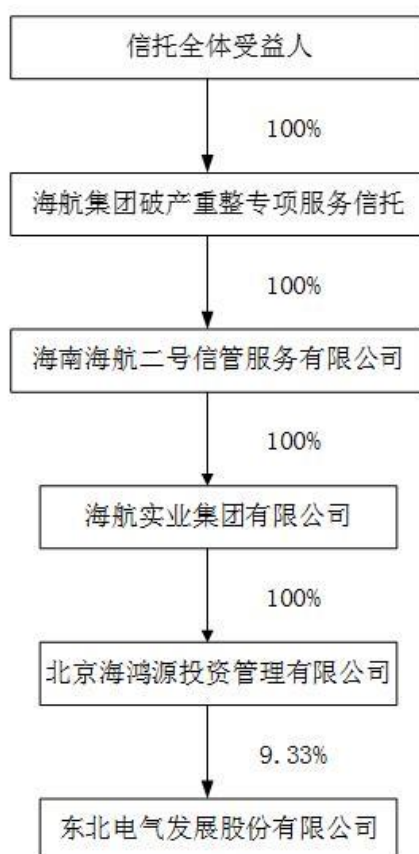 信托全体受益人
100%
海航集团破产重整专项服务信托
100%
海南海航二号信管服务有限公司
100%
海航实业集团有限公司
100%
北京海鸿源投资管理有限公司
9.33%
东北电气发展股份有限公司